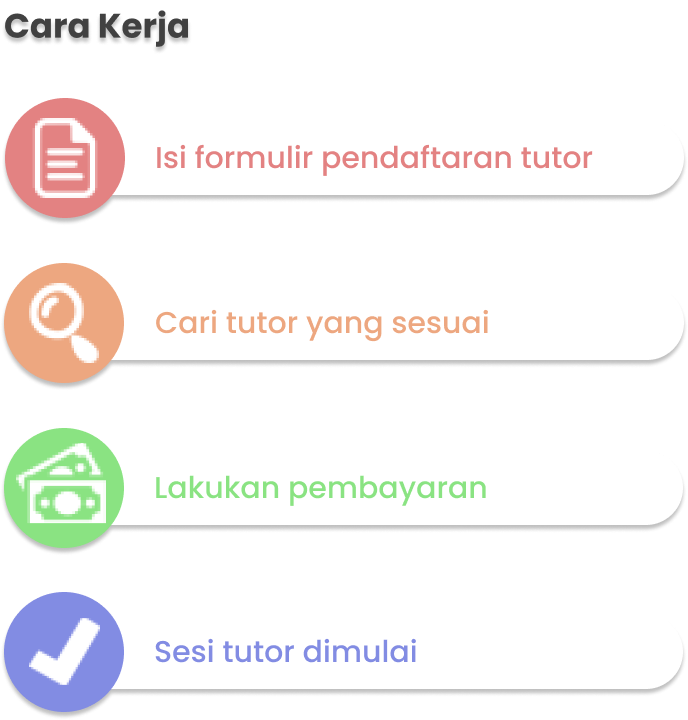 Cara Kerja
Isi formulir pendaftaran tutor
Cari tutor yang sesuai
Lakukan pembayaran
Sesi tutor dimulai